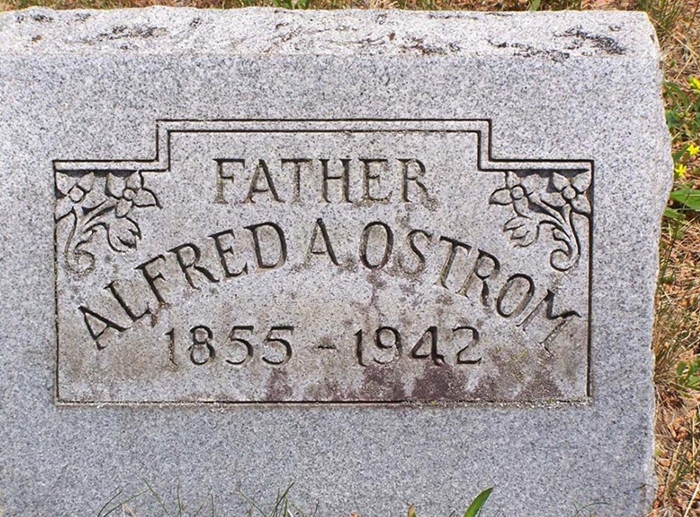 FATHER
ALFRED A. OSTROM
1855 - 1942